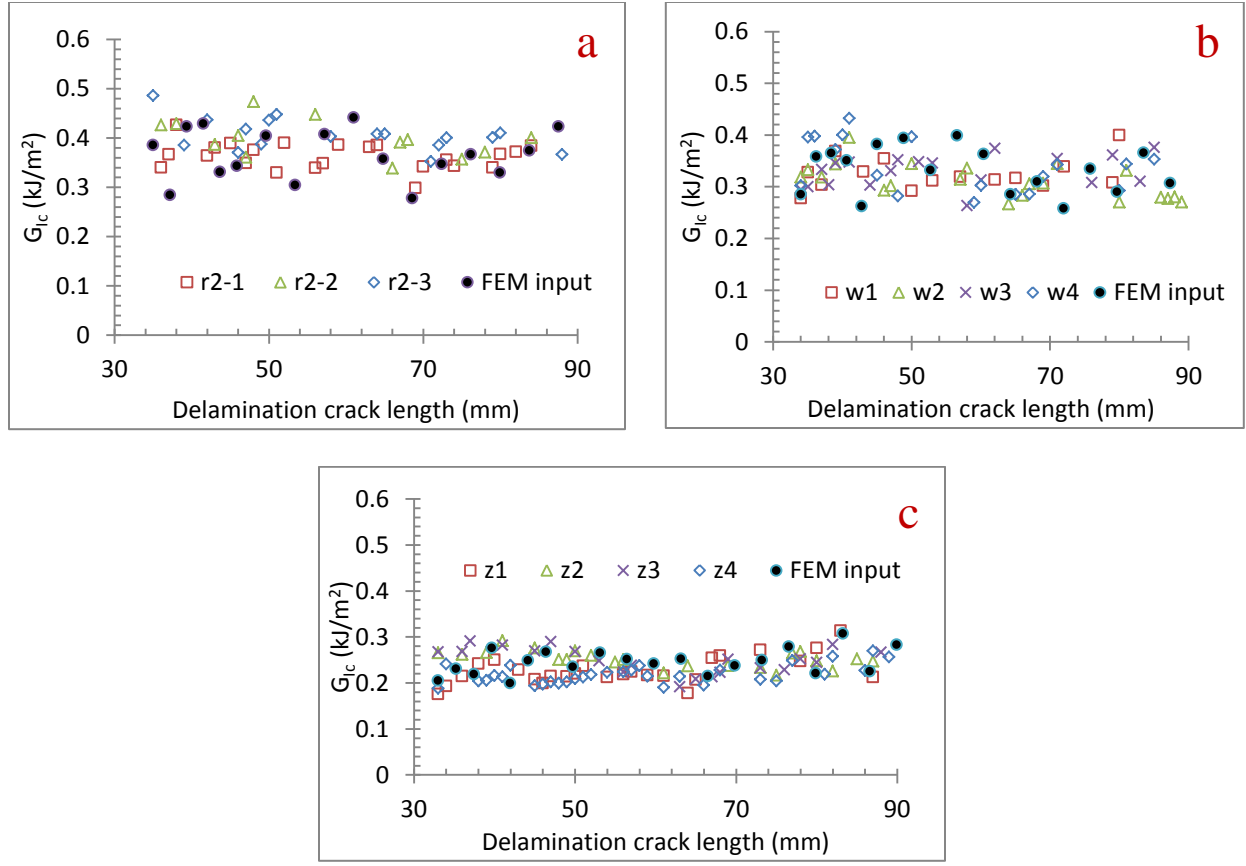 a
0.6
0.5
0.4
0.3
0.2
0.1
0
G_Ic (kJ/m²)
r2-1 r2-2 r2-3 FEM input
30 50 70 90
Delamination crack length (mm)
b
0.6
0.5
0.4
0.3
0.2
0.1
0
G_Ic (kJ/m²)
w1 w2 w3 w4 FEM input
30 50 70 90
Delamination crack length (mm)
c
0.6
0.5
0.4
0.3
0.2
0.1
0
G_Ic (kJ/m²)
z1 z2 z3 z4 FEM input
30 50 70 90
Delamination crack length (mm)